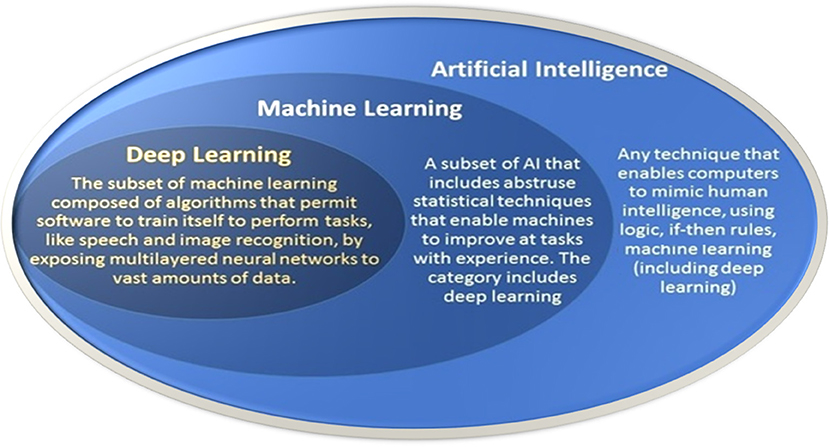 Artificial Intelligence
Machine Learning
Deep Learning
The subset of machine learning
composed of algorithms that permit
software to train itself to perform tasks,
like speech and image recognition, by
exposing multilayered neural networks to
vast amounts of data.
A subset of AI that
includes abstruse
statistical techniques
that enable machines
to improve at tasks
with experience. The
category includes
deep learning
Any technique that
enables computers
to mimic human
intelligence, using
logic, if-then rules,
machine learning
(including deep
learning)